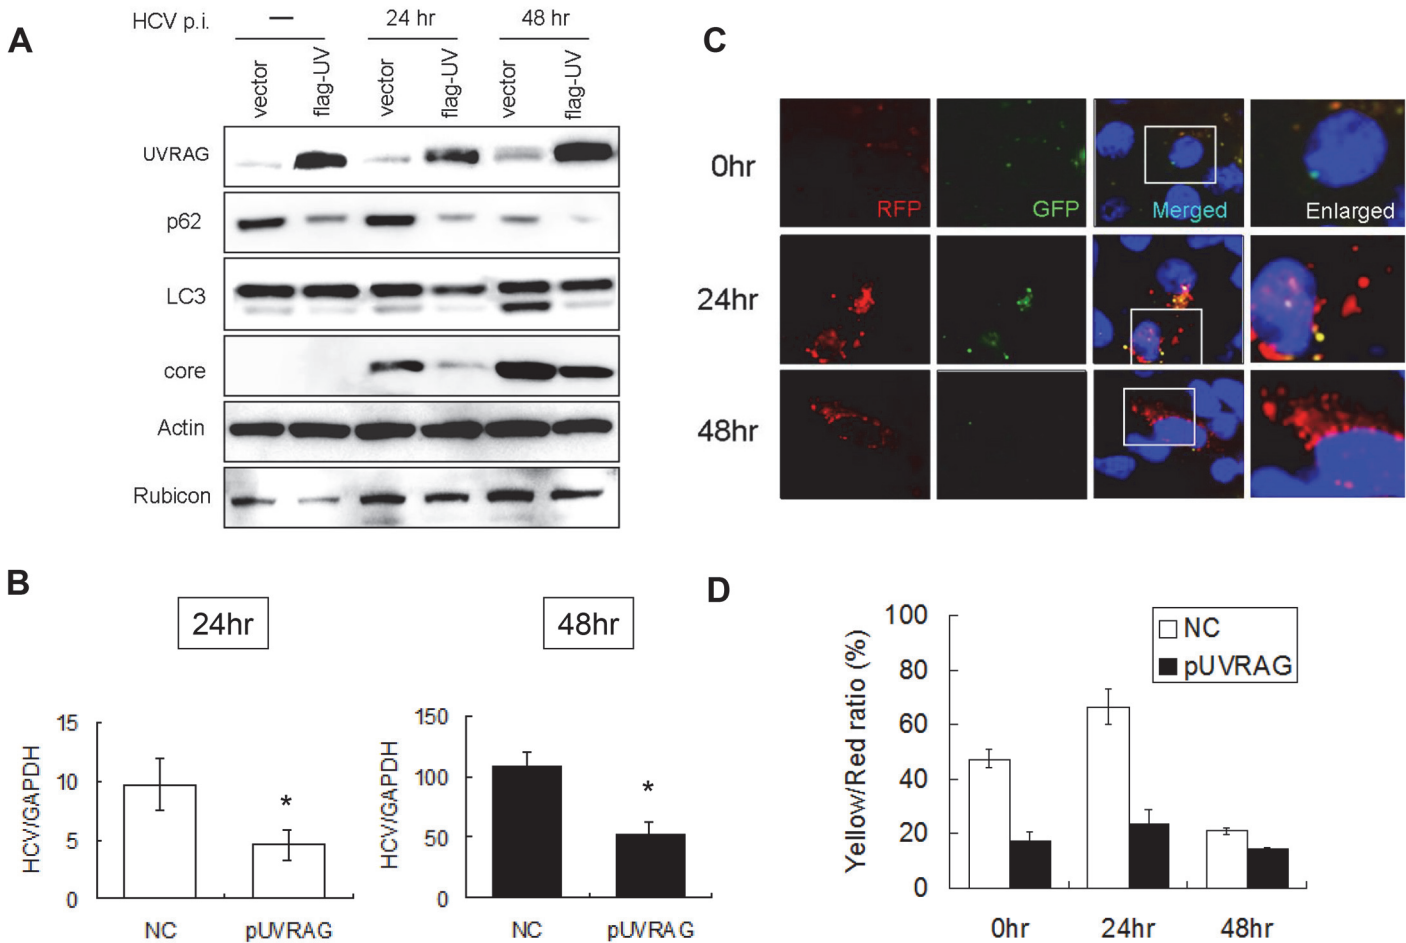 A
HCV p.i.
—
24 hr
48 hr
vector
flag-UV
vector
flag-UV
vector
flag-UV
UVRAG
p62
LC3
core
Actin
Rubicon
B
24hr
15
10
5
0
HCV/GAPDH
*
NC
pUVRAG
48hr
150
100
50
0
HCV/GAPDH
*
NC
pUVRAG
C
0hr
RFP
GFP
Merged
Enlarged
24hr
48hr
D
NC
pUVRAG
100
80
60
40
20
0
Yellow/Red ratio (%)
0hr
24hr
48hr